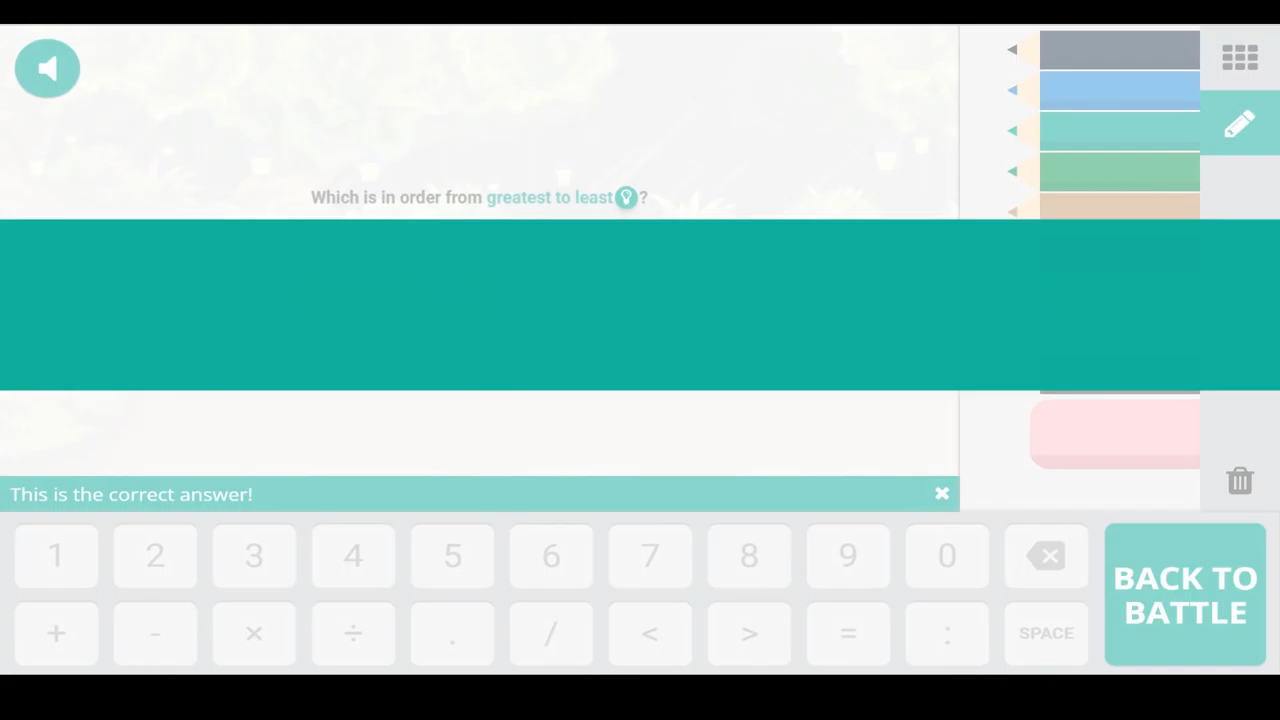 Which is in order from greatest to least?
This is the correct answer!
1 2 3 4 5 6 7 8 9 0
BACK TO
BATTLE
+ - × ÷ . / < > = : SPACE